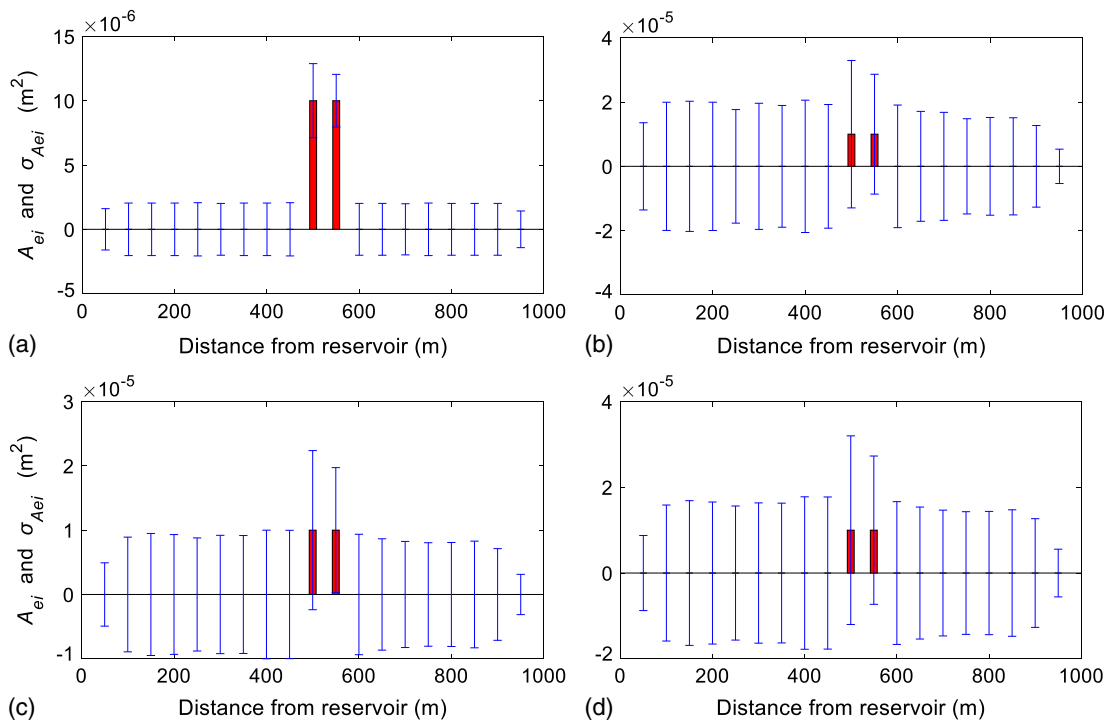 ×10⁻⁶
15
10
5
0
-5
A_ei and σ_Aei (m²)
0 200 400 600 800 1000
(a) Distance from reservoir (m)
×10⁻⁵
4
2
0
-2
-4
0 200 400 600 800 1000
(b) Distance from reservoir (m)
×10⁻⁵
3
2
1
0
-1
A_ei and σ_Aei (m²)
0 200 400 600 800 1000
(c) Distance from reservoir (m)
×10⁻⁵
4
2
0
-2
0 200 400 600 800 1000
(d) Distance from reservoir (m)